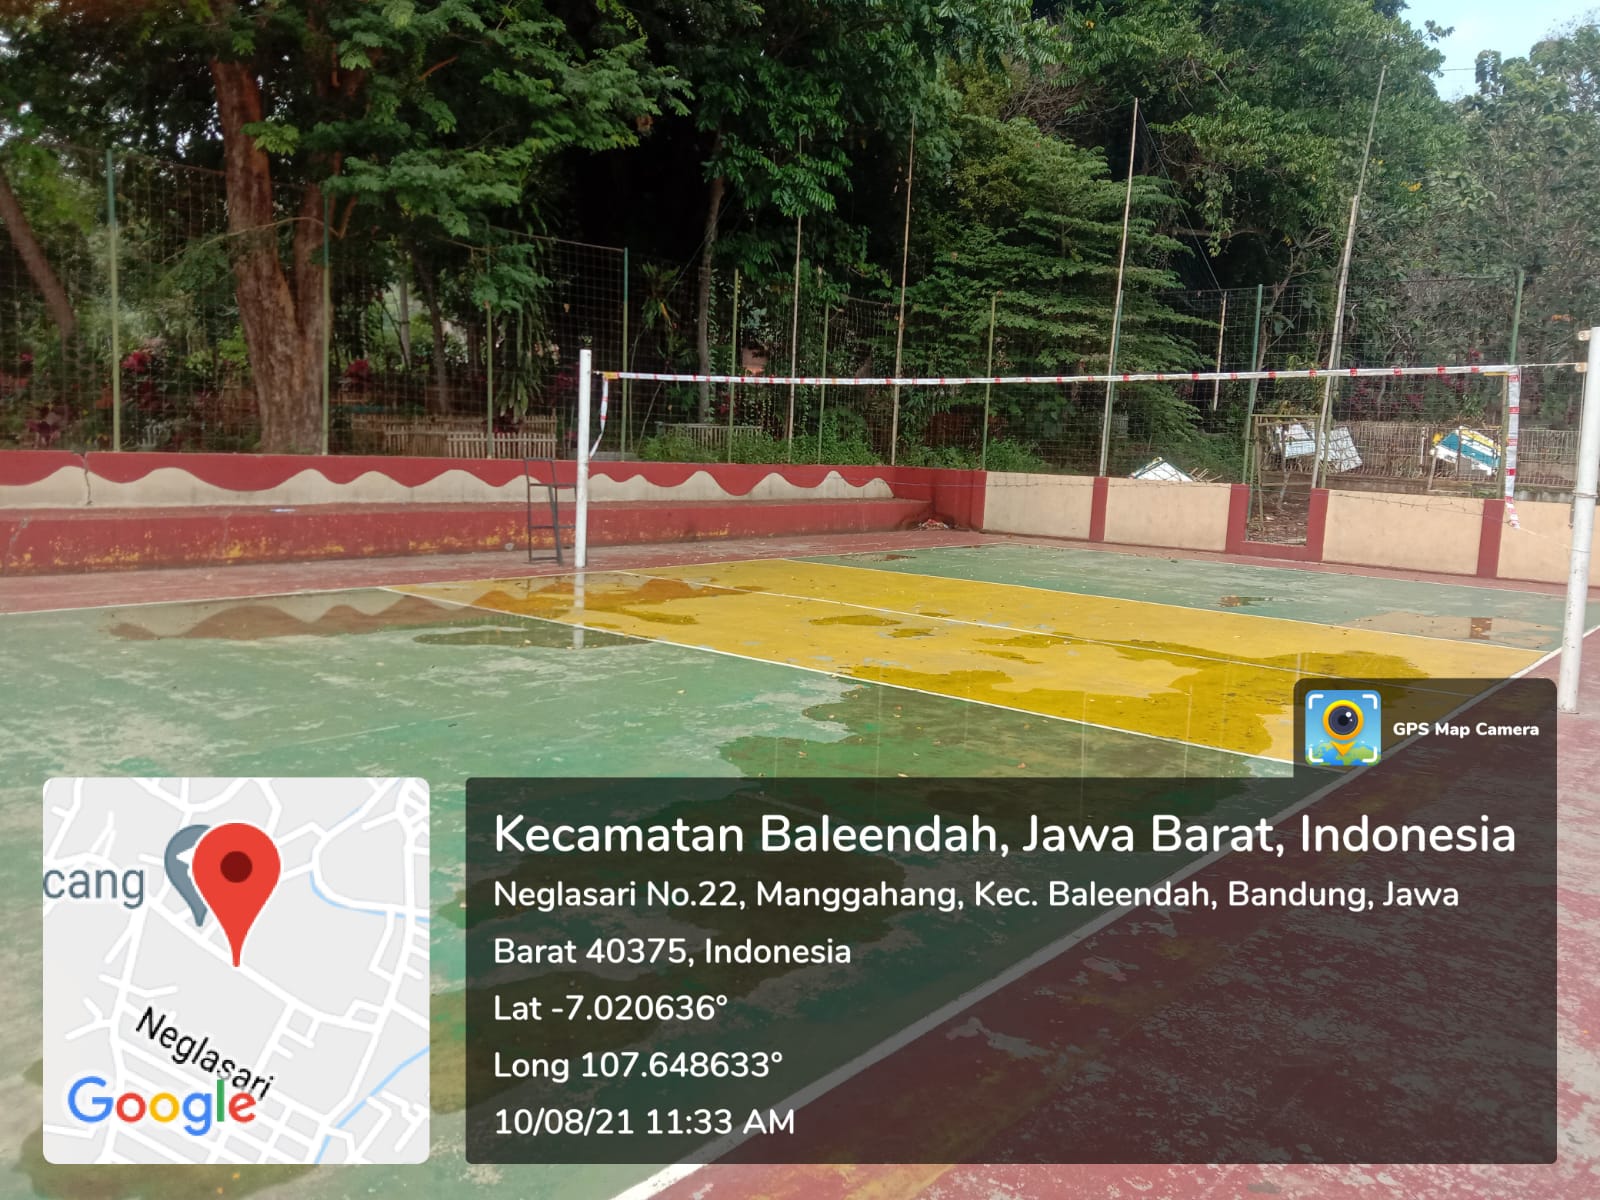 GPS Map Camera
Kecamatan Baleendah, Jawa Barat, Indonesia
Neglasari No.22, Manggahang, Kec. Baleendah, Bandung, Jawa
Barat 40375, Indonesia
Lat -7.020636°
Long 107.648633°
10/08/21 11:33 AM
cang
Neglasari
Google